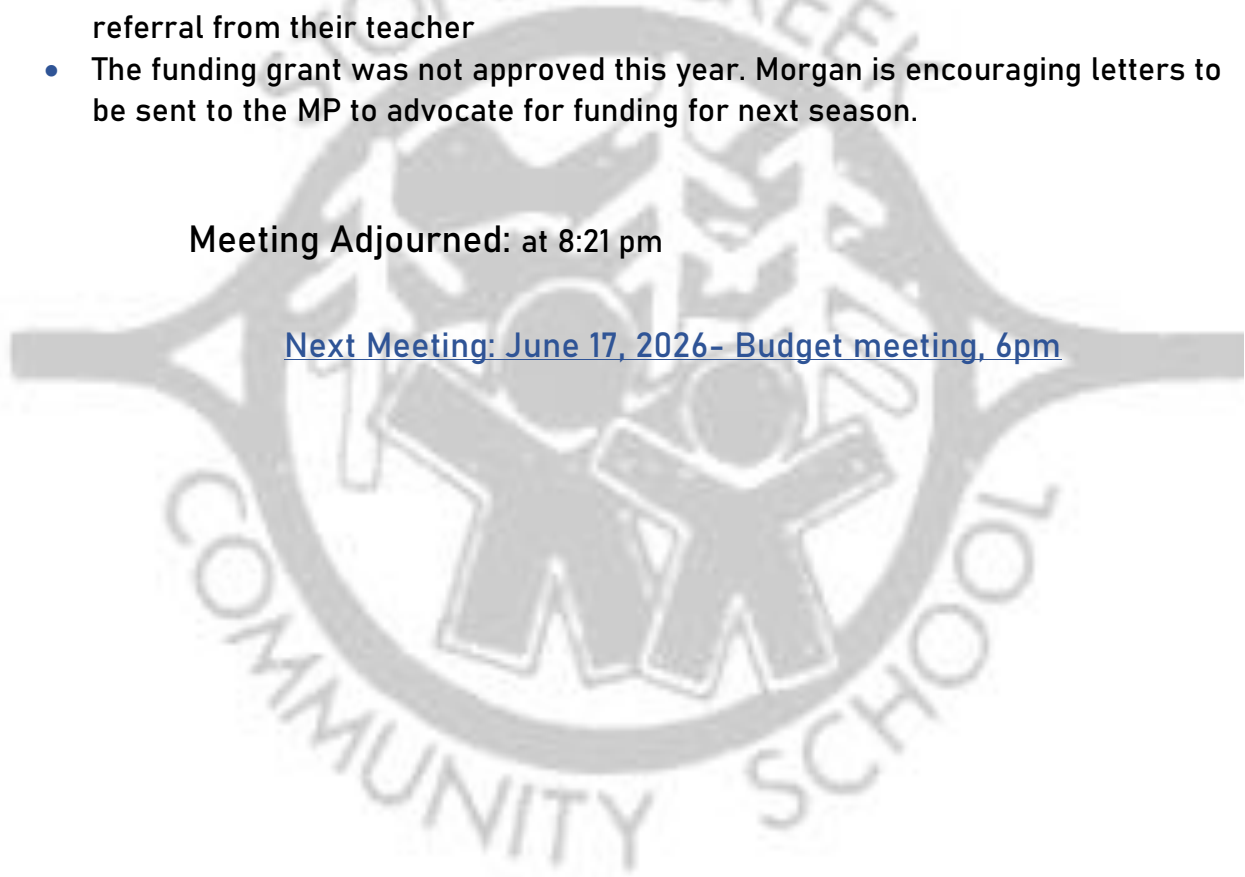 referral from their teacher
• The funding grant was not approved this year. Morgan is encouraging letters to
be sent to the MP to advocate for funding for next season.
Meeting Adjourned: at 8:21 pm
Next Meeting: June 17, 2026- Budget meeting, 6pm
COMMUNITY SCHOOL